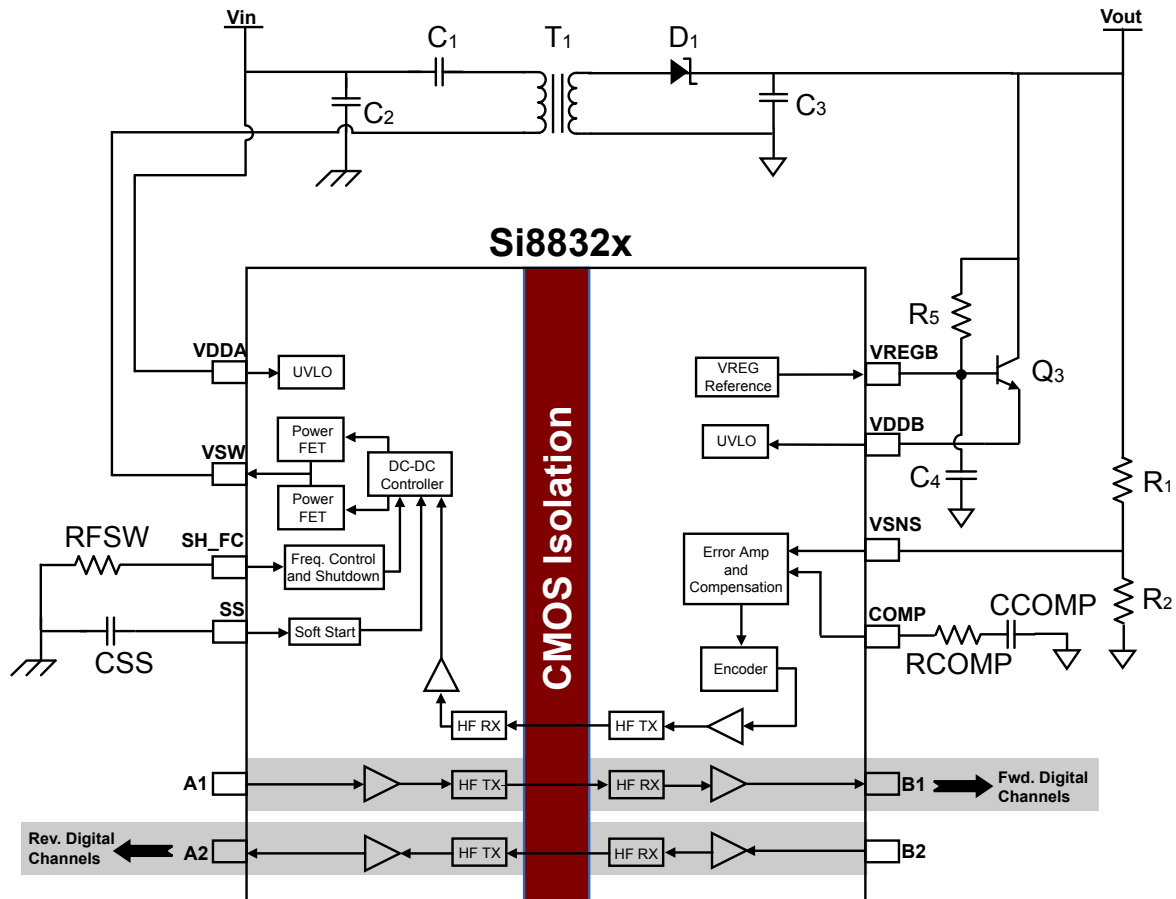 Vin
Vout
C1
T1
D1
C2
C3
Si8832x
R5
VDDA
UVLO
VREG
Reference
VREGB
Q3
Power
FET
VSW
DC-DC
Controller
Power
FET
UVLO
VDDB
C4
R1
RFSW
SH_FC
Freq. Control
and Shutdown
CMOS Isolation
Error Amp
and
Compensation
VSNS
SS
Soft Start
CSS
COMP
CCOMP
RCOMP
R2
Encoder
HF RX
HF TX
A1
HF TX
HF RX
B1
Fwd. Digital
Channels
Rev. Digital
Channels
A2
HF TX
HF RX
B2